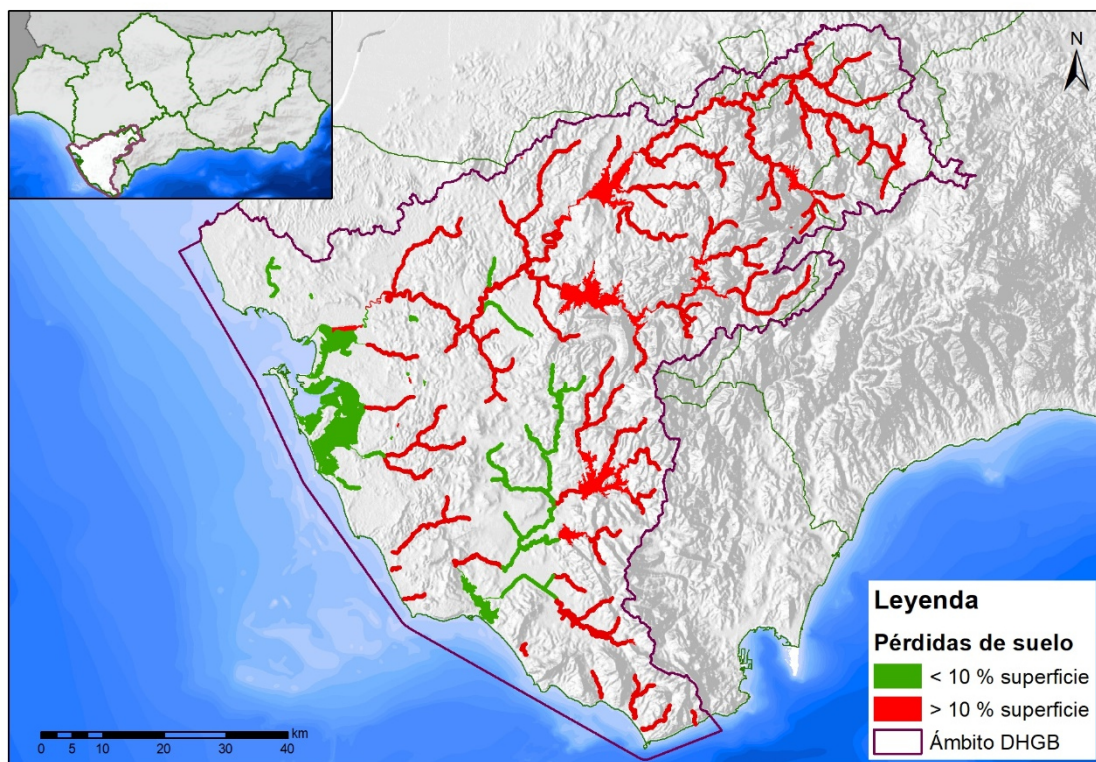 N
Leyenda
Pérdidas de suelo
< 10 % superficie
> 10 % superficie
Ámbito DHGB
0 5 10 20 30 40
km